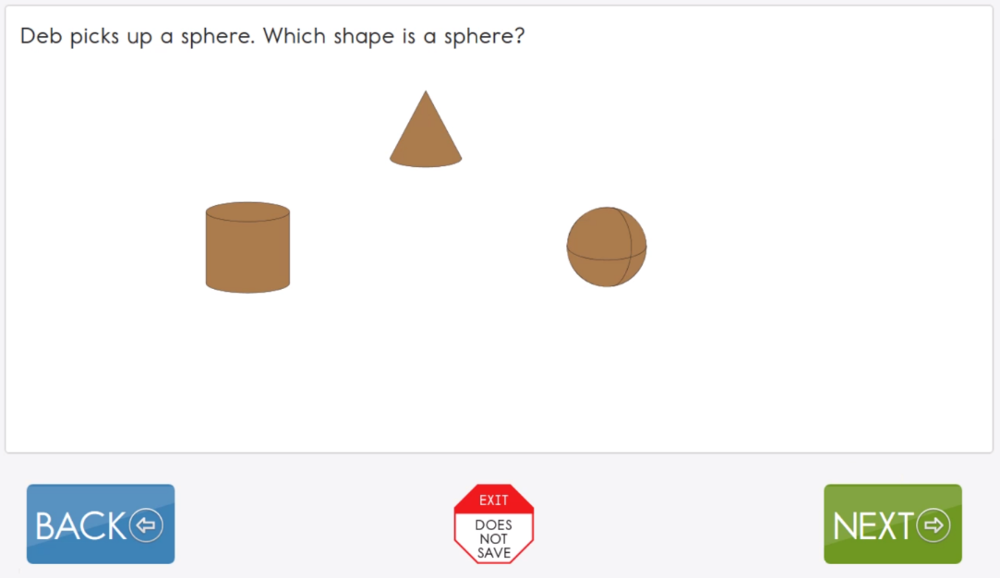 Deb picks up a sphere. Which shape is a sphere?
BACK
EXIT
DOES
NOT
SAVE
NEXT